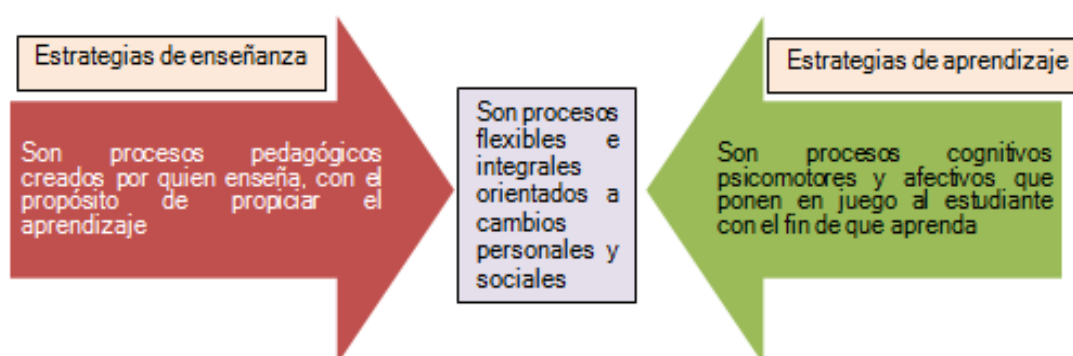 Estrategias de enseñanza
Son procesos pedagógicos
creados por quien enseña, con el
propósito de propiciar el
aprendizaje
Son procesos
flexibles e
integrales
orientados a
cambios
personales y
sociales
Estrategias de aprendizaje
Son procesos cognitivos
psicomotores y afectivos que
ponen en juego al estudiante
con el fin de que aprenda